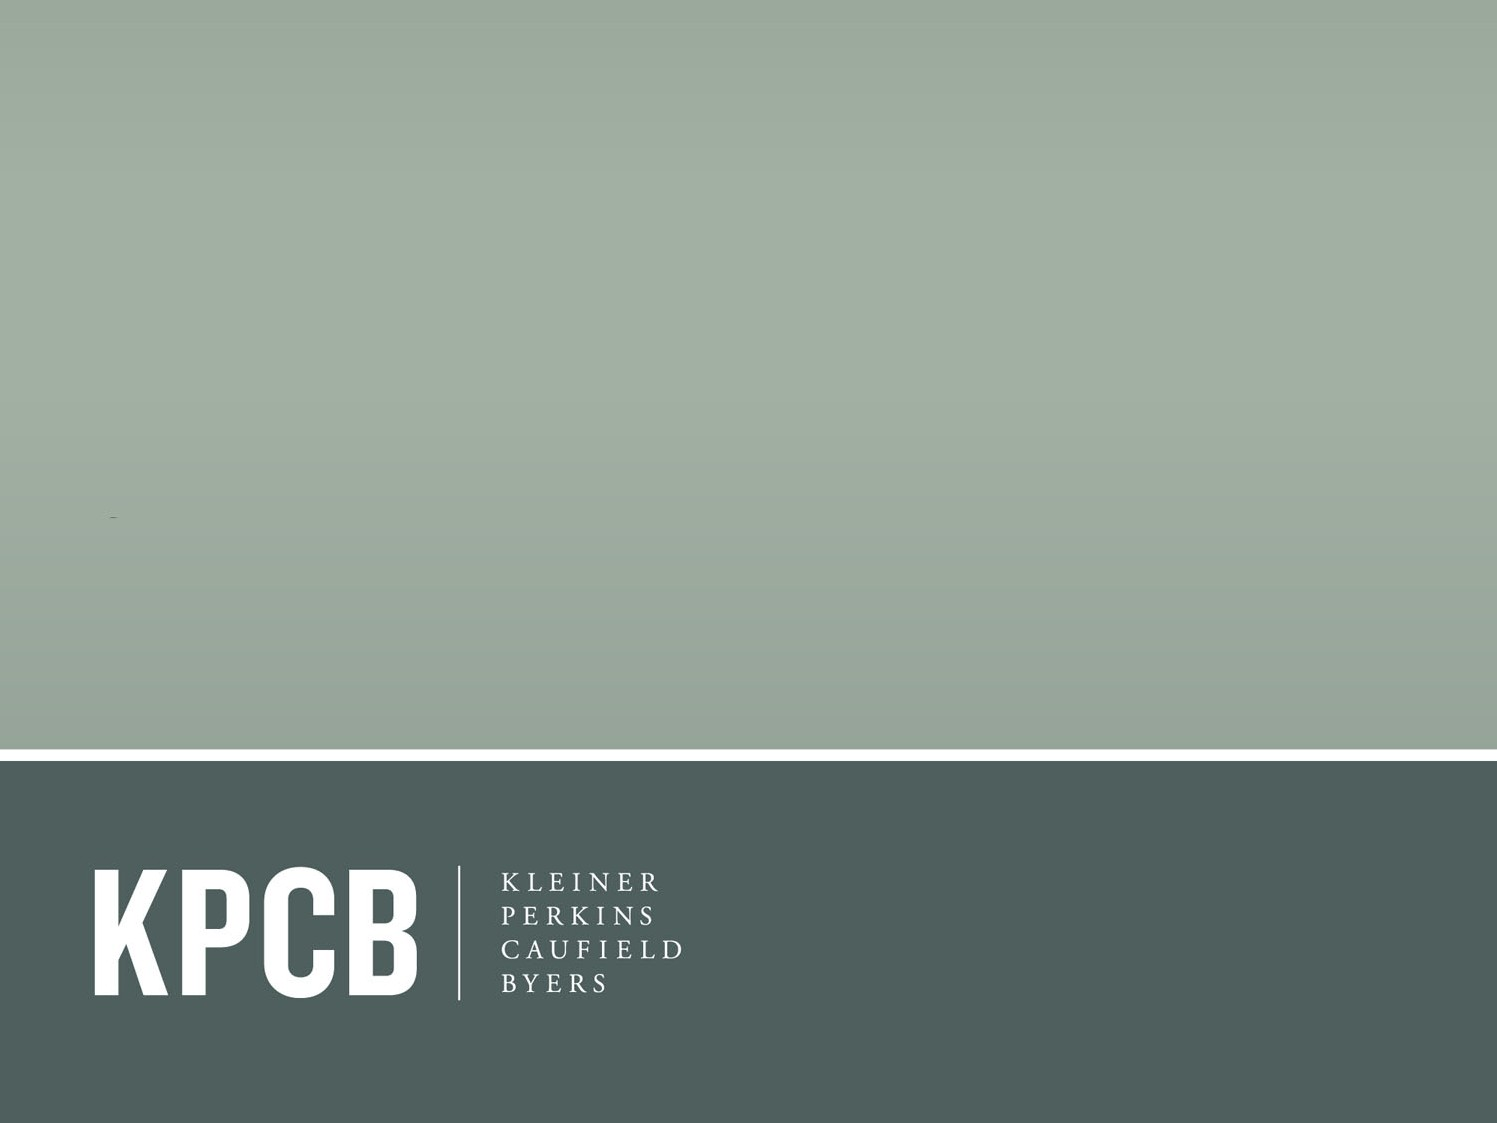 KPCB
KLEINER
PERKINS
CAUFIELD
BYERS